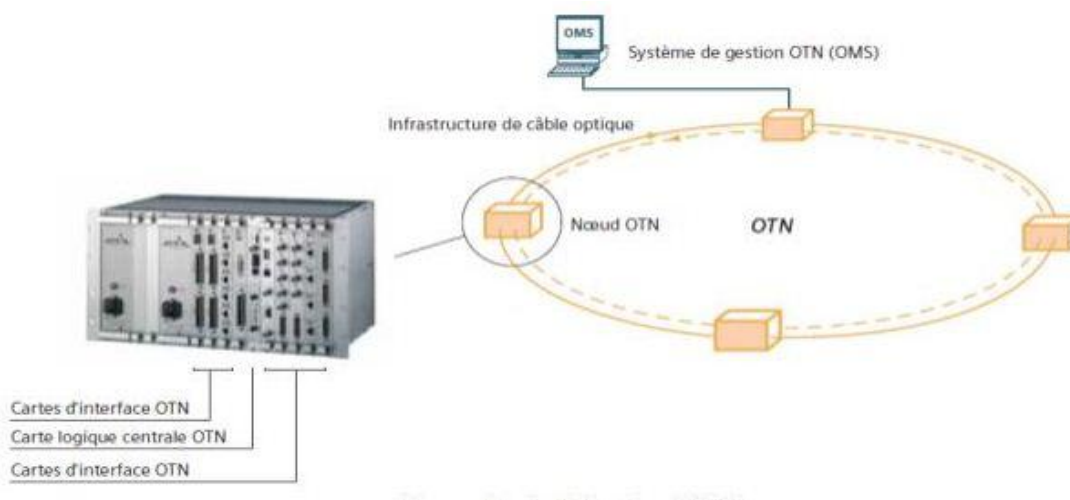 OMS
Système de gestion OTN (OMS)
Infrastructure de câble optique
Nœud OTN
OTN
Cartes d'interface OTN
Carte logique centrale OTN
Cartes d'interface OTN